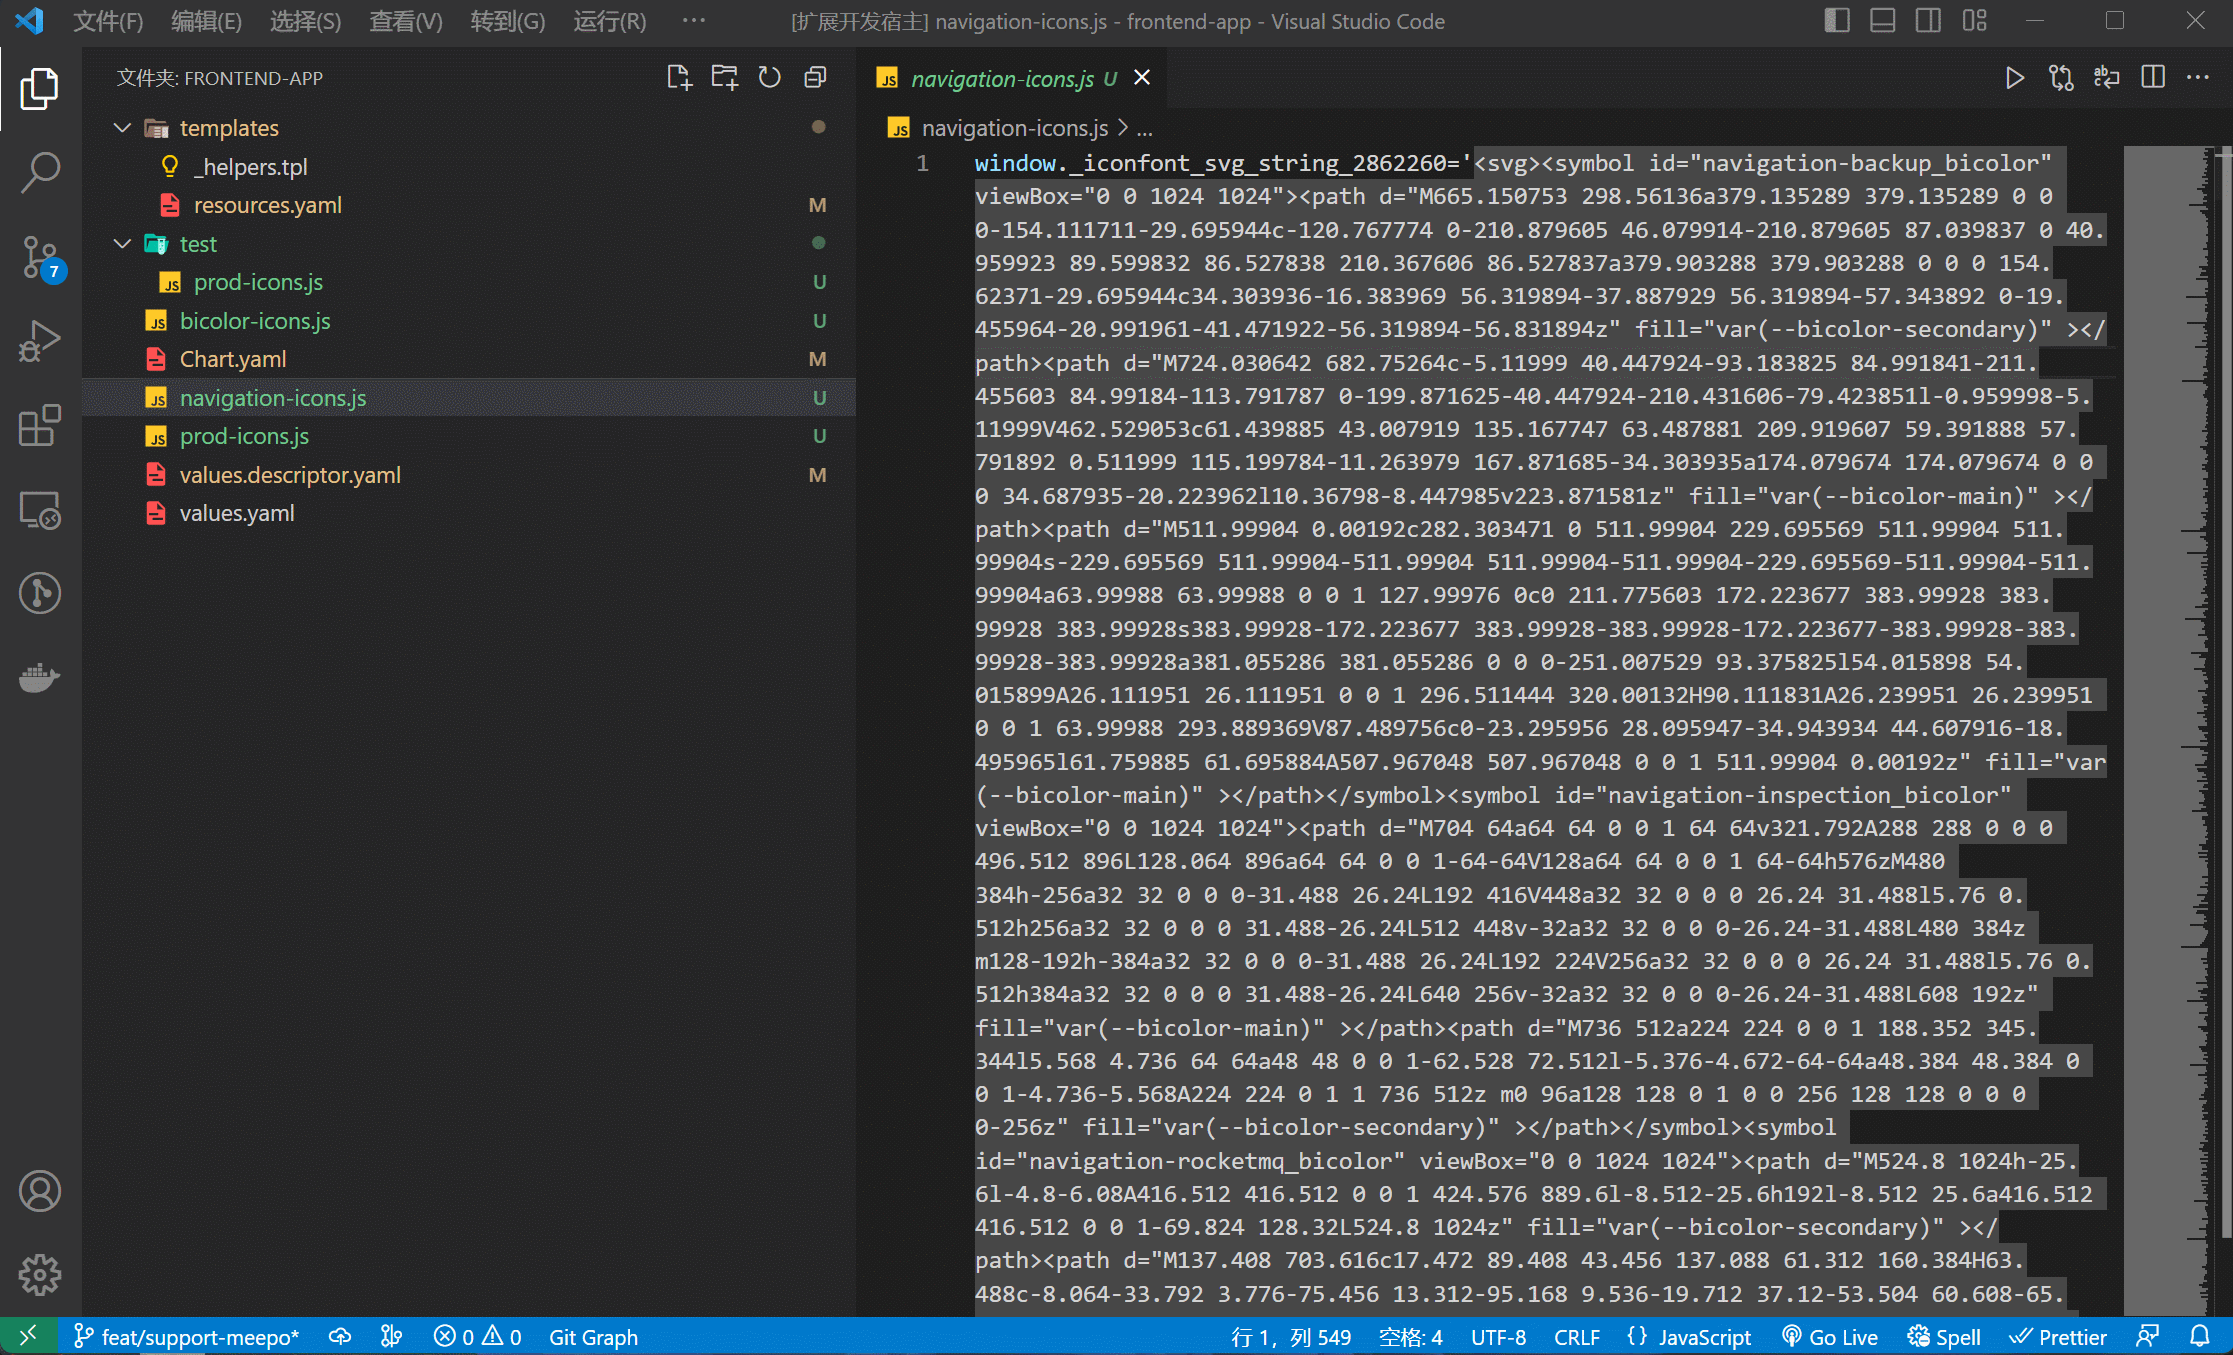 文件(F) 编辑(E) 选择(S) 查看(V) 转到(G) 运行(R) ··· [扩展开发宿主] navigation-icons.js - frontend-app - Visual Studio Code
文件夹: FRONTEND-APP
templates
_helpers.tpl
resources.yaml M
test
prod-icons.js U
bicolor-icons.js U
Chart.yaml M
navigation-icons.js U
prod-icons.js U
values.descriptor.yaml M
values.yaml
7
JS navigation-icons.js U
JS navigation-icons.js > ...
1 window._iconfont_svg_string_2862260='<svg><symbol id="navigation-backup_bicolor"
viewBox="0 0 1024 1024"><path d="M665.150753 298.56136a379.135289 379.135289 0 0
0-154.111711-29.695944c-120.767774 0-210.879605 46.079914-210.879605 87.039837 0 40.
959923 89.599832 86.527838 210.367606 86.527837a379.903288 379.903288 0 0 0 154.
62371-29.695944c34.303936-16.383969 56.319894-37.887929 56.319894-57.343892 0-19.
455964-20.991961-41.471922-56.319894-56.831894z" fill="var(--bicolor-secondary)" ></
path><path d="M724.030642 682.75264c-5.11999 40.447924-93.183825 84.991841-211.
455603 84.99184-113.791787 0-199.871625-40.447924-210.431606-79.423851l-0.959998-5.
11999V462.529053c61.439885 43.007919 135.167747 63.487881 209.919607 59.391888 57.
791892 0.511999 115.199784-11.263979 167.871685-34.303935a174.079674 174.079674 0 0
0 34.687935-20.223962l10.36798-8.447985v223.871581z" fill="var(--bicolor-main)" ></
path><path d="M511.99904 0.00192c282.303471 0 511.99904 229.695569 511.99904 511.
99904s-229.695569 511.99904-511.99904 511.99904-511.99904-229.695569-511.99904-511.
99904a63.99988 63.99988 0 0 1 127.99976 0c0 211.775603 172.223677 383.99928 383.
99928 383.99928s383.99928-172.223677 383.99928-383.99928-172.223677-383.99928-383.
99928-383.99928a381.055286 381.055286 0 0 0-251.007529 93.375825l54.015898 54.
015899A26.111951 26.111951 0 0 1 296.511444 320.00132H90.111831A26.239951 26.239951
0 0 1 63.99988 293.889369V87.489756c0-23.295956 28.095947-34.943934 44.607916-18.
495965l61.759885 61.695884A507.967048 507.967048 0 0 1 511.99904 0.00192z" fill="var
(--bicolor-main)" ></path></symbol><symbol id="navigation-inspection_bicolor"
viewBox="0 0 1024 1024"><path d="M704 64a64 64 0 0 1 64 64v321.792A288 288 0 0 0
496.512 896L128.064 896a64 64 0 0 1-64-64V128a64 64 0 0 1 64-64h576zM480
384h-256a32 32 0 0 0-31.488 26.24L192 416V448a32 32 0 0 0 26.24 31.488l5.76 0.
512h256a32 32 0 0 0 31.488-26.24L512 448v-32a32 32 0 0 0-26.24-31.488L480 384z
m128-192h-384a32 32 0 0 0-31.488 26.24L192 224V256a32 32 0 0 0 26.24 31.488l5.76 0.
512h384a32 32 0 0 0 31.488-26.24L640 256v-32a32 32 0 0 0-26.24-31.488L608 192z"
fill="var(--bicolor-main)" ></path><path d="M736 512a224 224 0 0 1 188.352 345.
344l5.568 4.736 64 64a48 48 0 0 1-62.528 72.512l-5.376-4.672-64-64a48.384 48.384 0
0 1-4.736-5.568A224 224 0 1 1 736 512z m0 96a128 128 0 1 0 0 256 128 128 0 0 0
0-256z" fill="var(--bicolor-secondary)" ></path></symbol><symbol
id="navigation-rocketmq_bicolor" viewBox="0 0 1024 1024"><path d="M524.8 1024h-25.
6l-4.8-6.08A416.512 416.512 0 0 1 424.576 889.6l-8.512-25.6h192l-8.512 25.6a416.512
416.512 0 0 1-69.824 128.32L524.8 1024z" fill="var(--bicolor-secondary)" ></
path><path d="M137.408 703.616c17.472 89.408 43.456 137.088 61.312 160.384H63.
488c-8.064-33.792 3.776-75.456 13.312-95.168 9.536-19.712 37.12-53.504 60.608-65.
feat/support-meepo* 0 0 Git Graph 行 1，列 549 空格: 4 UTF-8 CRLF {} JavaScript Go Live Spell Prettier